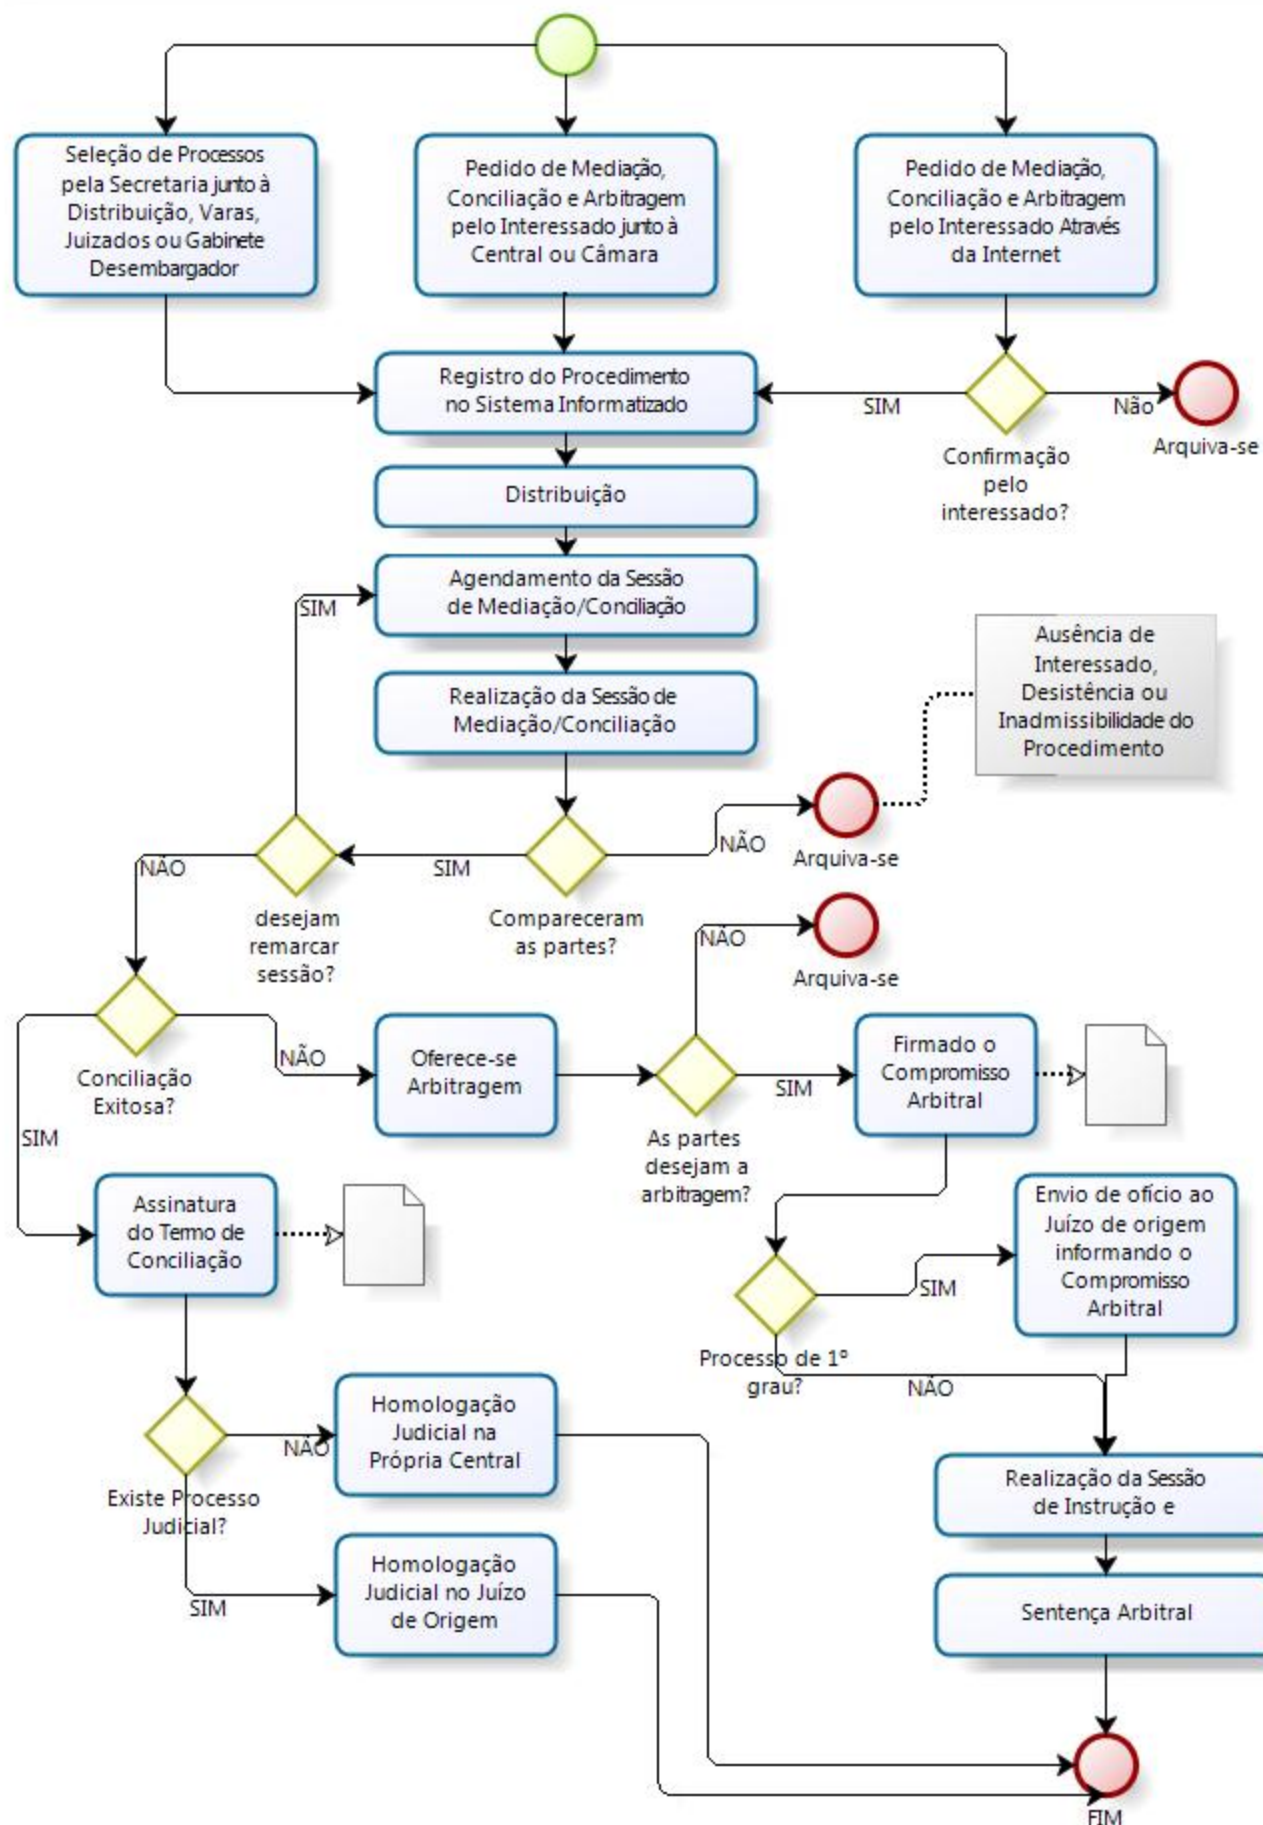 Seleção de Processos
pela Secretaria junto à
Distribuição, Varas,
Juizados ou Gabinete
Desembargador
Pedido de Mediação,
Conciliação e Arbitragem
pelo Interessado junto à
Central ou Câmara
Pedido de Mediação,
Conciliação e Arbitragem
pelo Interessado Através
da Internet
Registro do Procedimento
no Sistema Informatizado
SIM
Não
Arquiva-se
Confirmação
pelo
interessado?
Distribuição
Agendamento da Sessão
de Mediação/Conciliação
SIM
Ausência de
Interessado,
Desistência ou
Inadmissibilidade do
Procedimento
Realização da Sessão de
Mediação/Conciliação
NÃO
SIM
NÃO
Arquiva-se
desejam
remarcar
sessão?
Compareceram
as partes?
NÃO
Arquiva-se
Conciliação
Exitosa?
NÃO
Oferece-se
Arbitragem
SIM
Firmado o
Compromisso
Arbitral
As partes
desejam a
arbitragem?
SIM
Assinatura
do Termo de
Conciliação
Envio de ofício ao
Juízo de origem
informando o
Compromisso
Arbitral
SIM
Processo de 1º
grau?
NÃO
Homologação
Judicial na
Própria Central
NÃO
Existe Processo
Judicial?
Realização da Sessão
de Instrução e
Homologação
Judicial no Juízo
de Origem
SIM
Sentença Arbitral
FIM